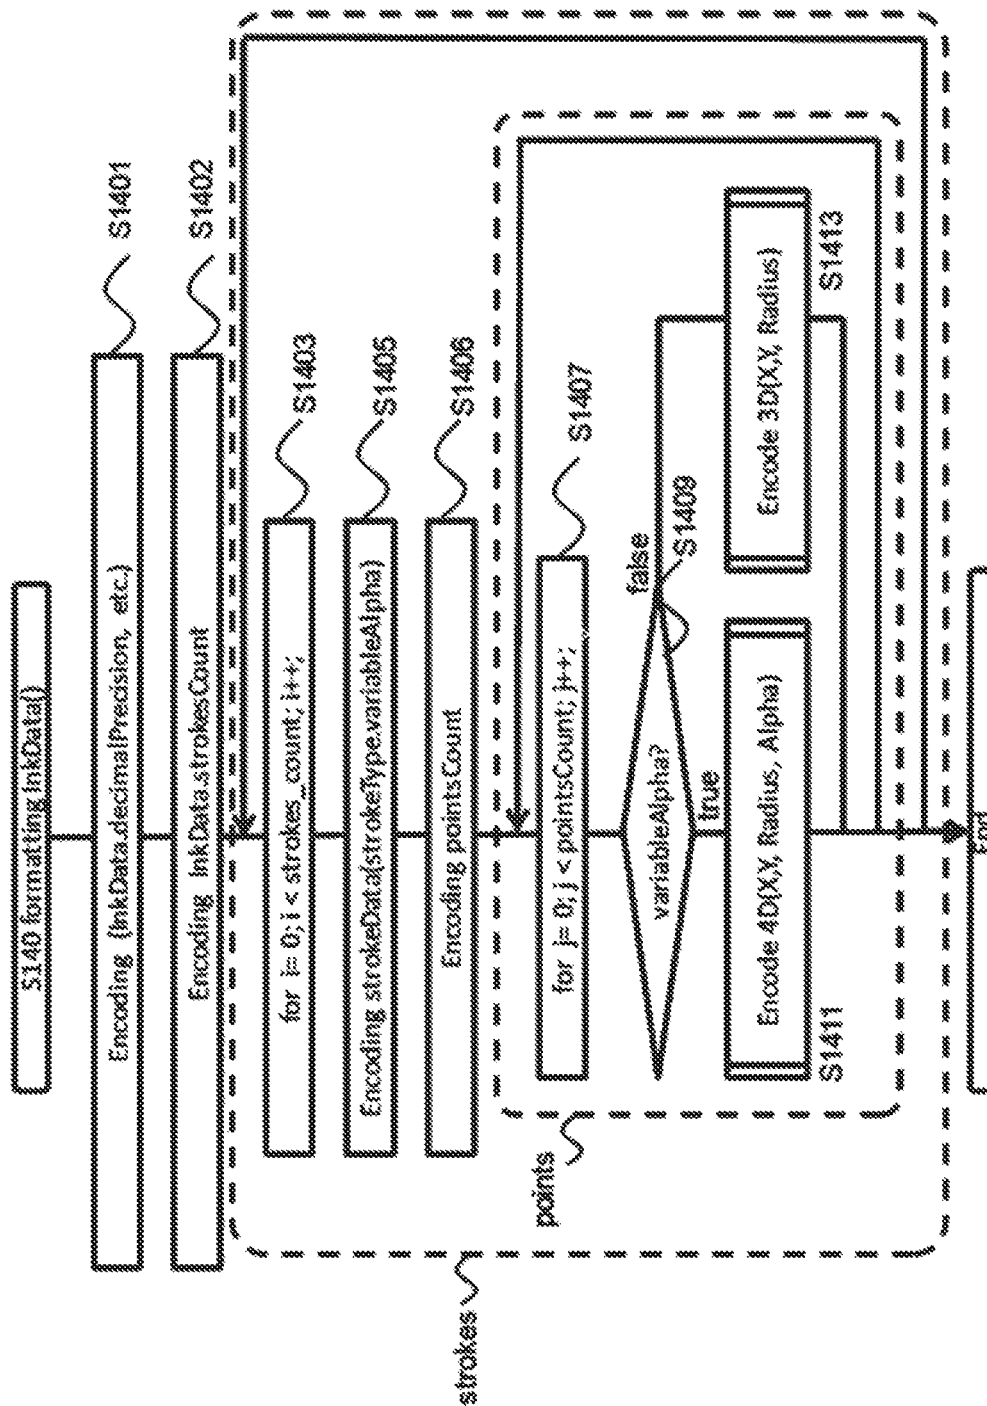 S140 formating InkData()
Encoding (InkData.decimalPrecision, etc.)
S1401
Encoding InkData.strokesCount
S1402
strokes
for i= 0; i < strokes_count; i++;
S1403
Encoding strokeData(strokeType.variableAlpha)
S1405
Encoding pointsCount
S1406
points
for j= 0; j < pointsCount; j++;
S1407
variableAlpha?
false
S1409
true
Encode 4D(X,Y, Radius, Alpha)
S1411
Encode 3D(X,Y, Radius)
S1413
End